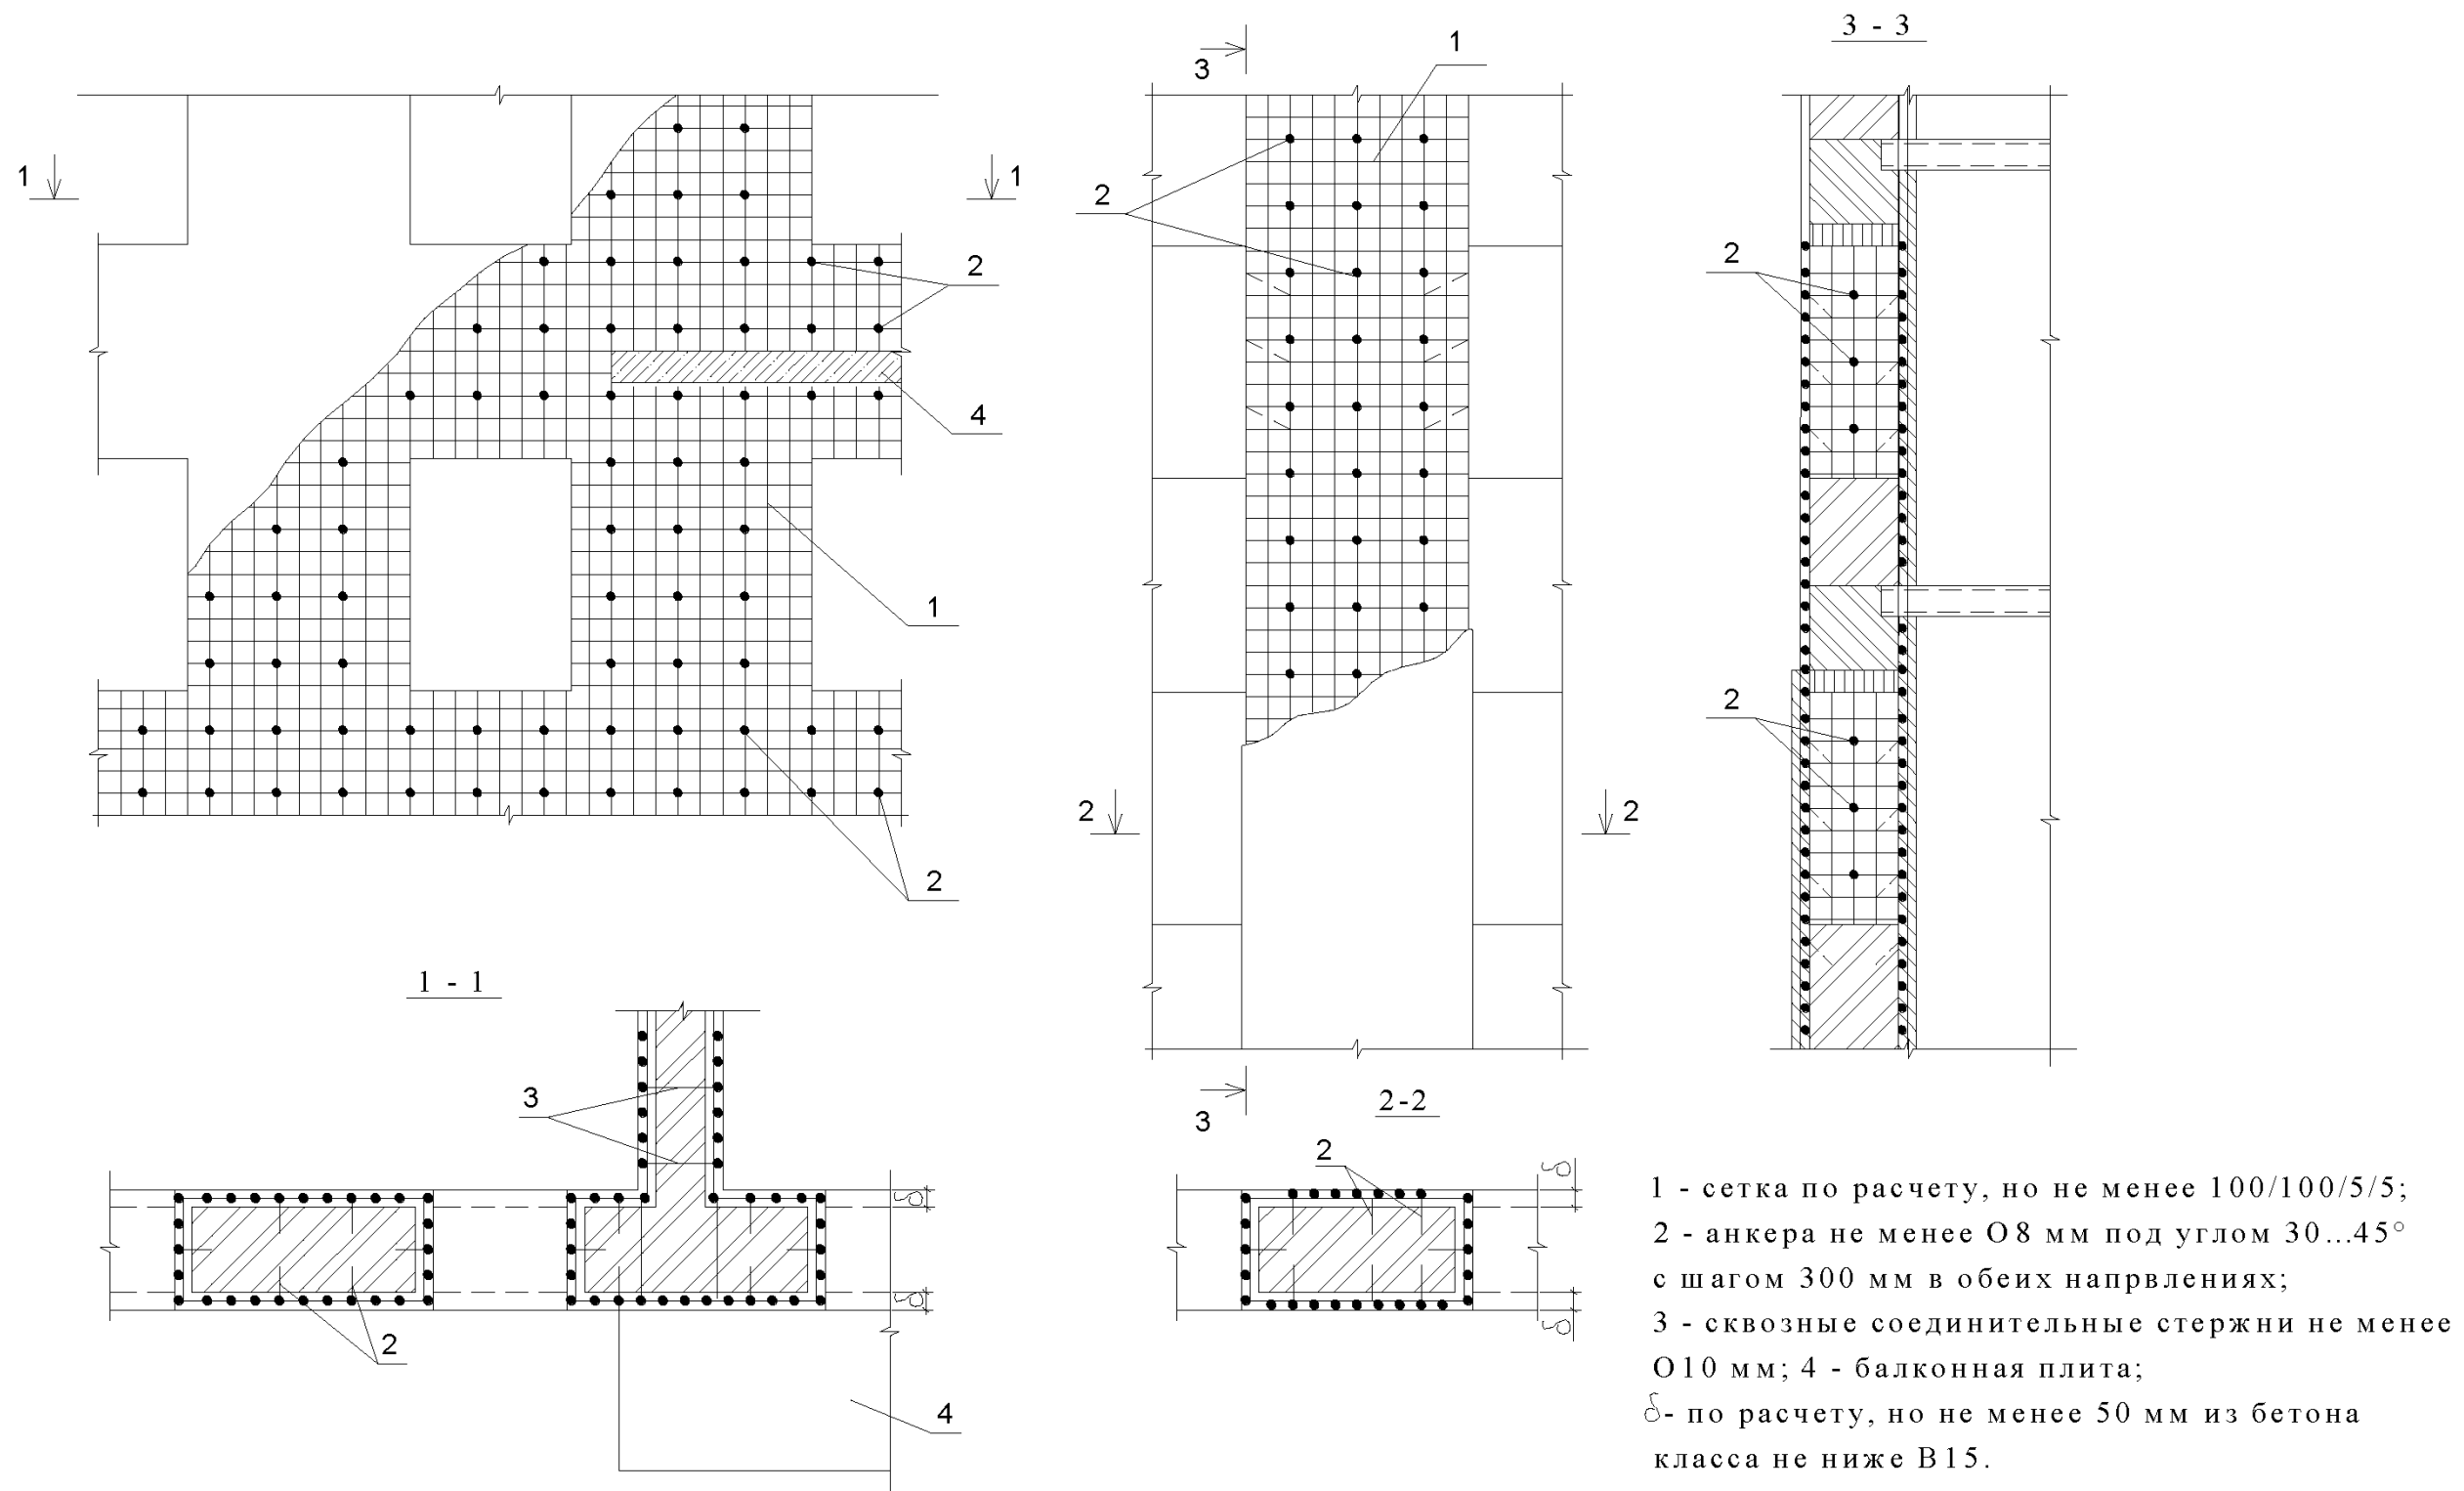 3 - 3
1
3
1
1
2
2
2
4
1
2
2
2
2
1 - 1
3
3
2-2
2
δ
δ
δ
δ
2
4
1 - сетка по расчету, но не менее 100/100/5/5;
2 - анкера не менее О8 мм под углом 30...45°
с шагом 300 мм в обеих напрвлениях;
3 - сквозные соединительные стержни не менее
О10 мм; 4 - балконная плита;
δ- по расчету, но не менее 50 мм из бетона
класса не ниже В15.